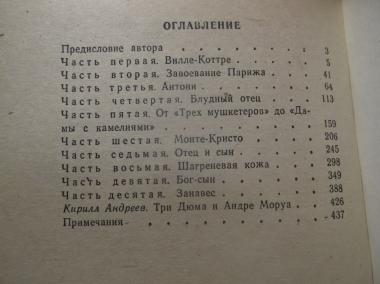 ОГЛАВЛЕНИЕ
Предисловие автора . . . . . . . 3
Часть первая. Вилле-Коттре . . . . . 5
Часть вторая. Завоевание Парижа . . . . 41
Часть третья. Антони . . . . . . 64
Часть четвертая. Блудный отец . . . . 113
Часть пятая. От «Трех мушкетеров» до «Да-
мы с камелиями» . . . . . . . 159
Часть шестая. Монте-Кристо . . . . . 206
Часть седьмая. Отец и сын . . . . . 245
Часть восьмая. Шагреневая кожа . . . . 298
Часть девятая. Бог-сын . . . . . . 349
Часть десятая. Занавес . . . . . . 388
Кирилл Андреев. Три Дюма и Андре Моруа . . 426
Примечания . . . . . . . . . 437